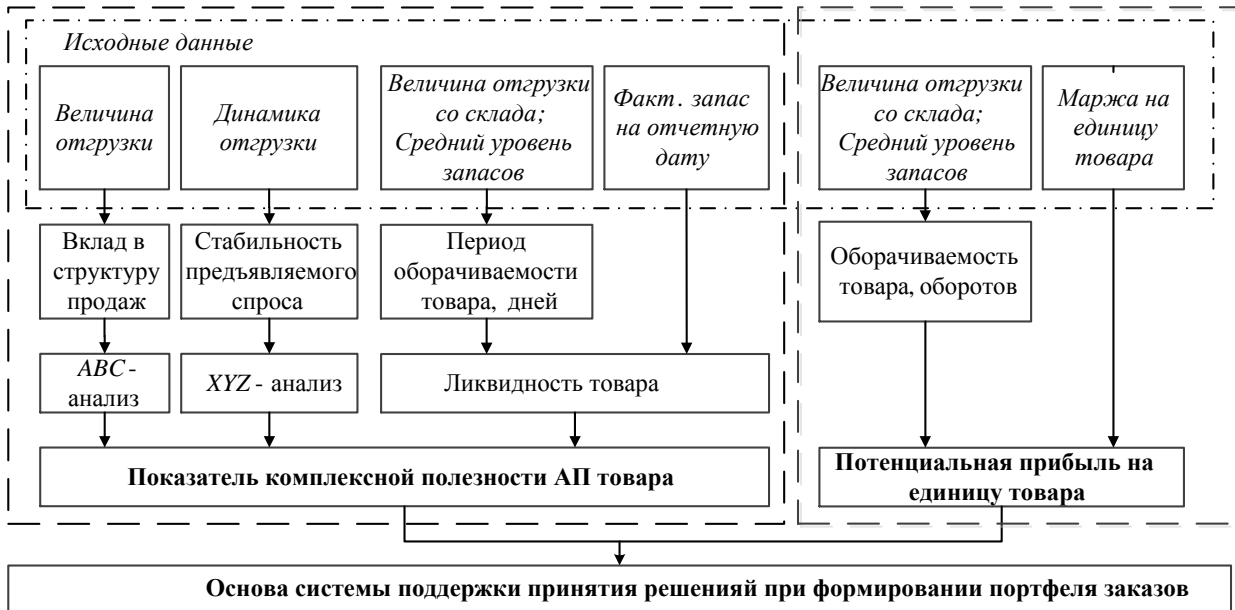 Исходные данные
Величина
отгрузки
Динамика
отгрузки
Величина отгрузки
со склада;
Средний уровень
запасов
Факт. запас
на отчетную
дату
Величина отгрузки
со склада;
Средний уровень
запасов
Маржа на
единицу
товара
Вклад в
структуру
продаж
Стабильность
предъявляемого
спроса
Период
оборачиваемости
товара, дней
Оборачиваемость
товара, оборотов
ABC-
анализ
XYZ - анализ
Ликвидность товара
Показатель комплексной полезности АП товара
Потенциальная прибыль на
единицу товара
Основа системы поддержки принятия решенияй при формировании портфеля заказов